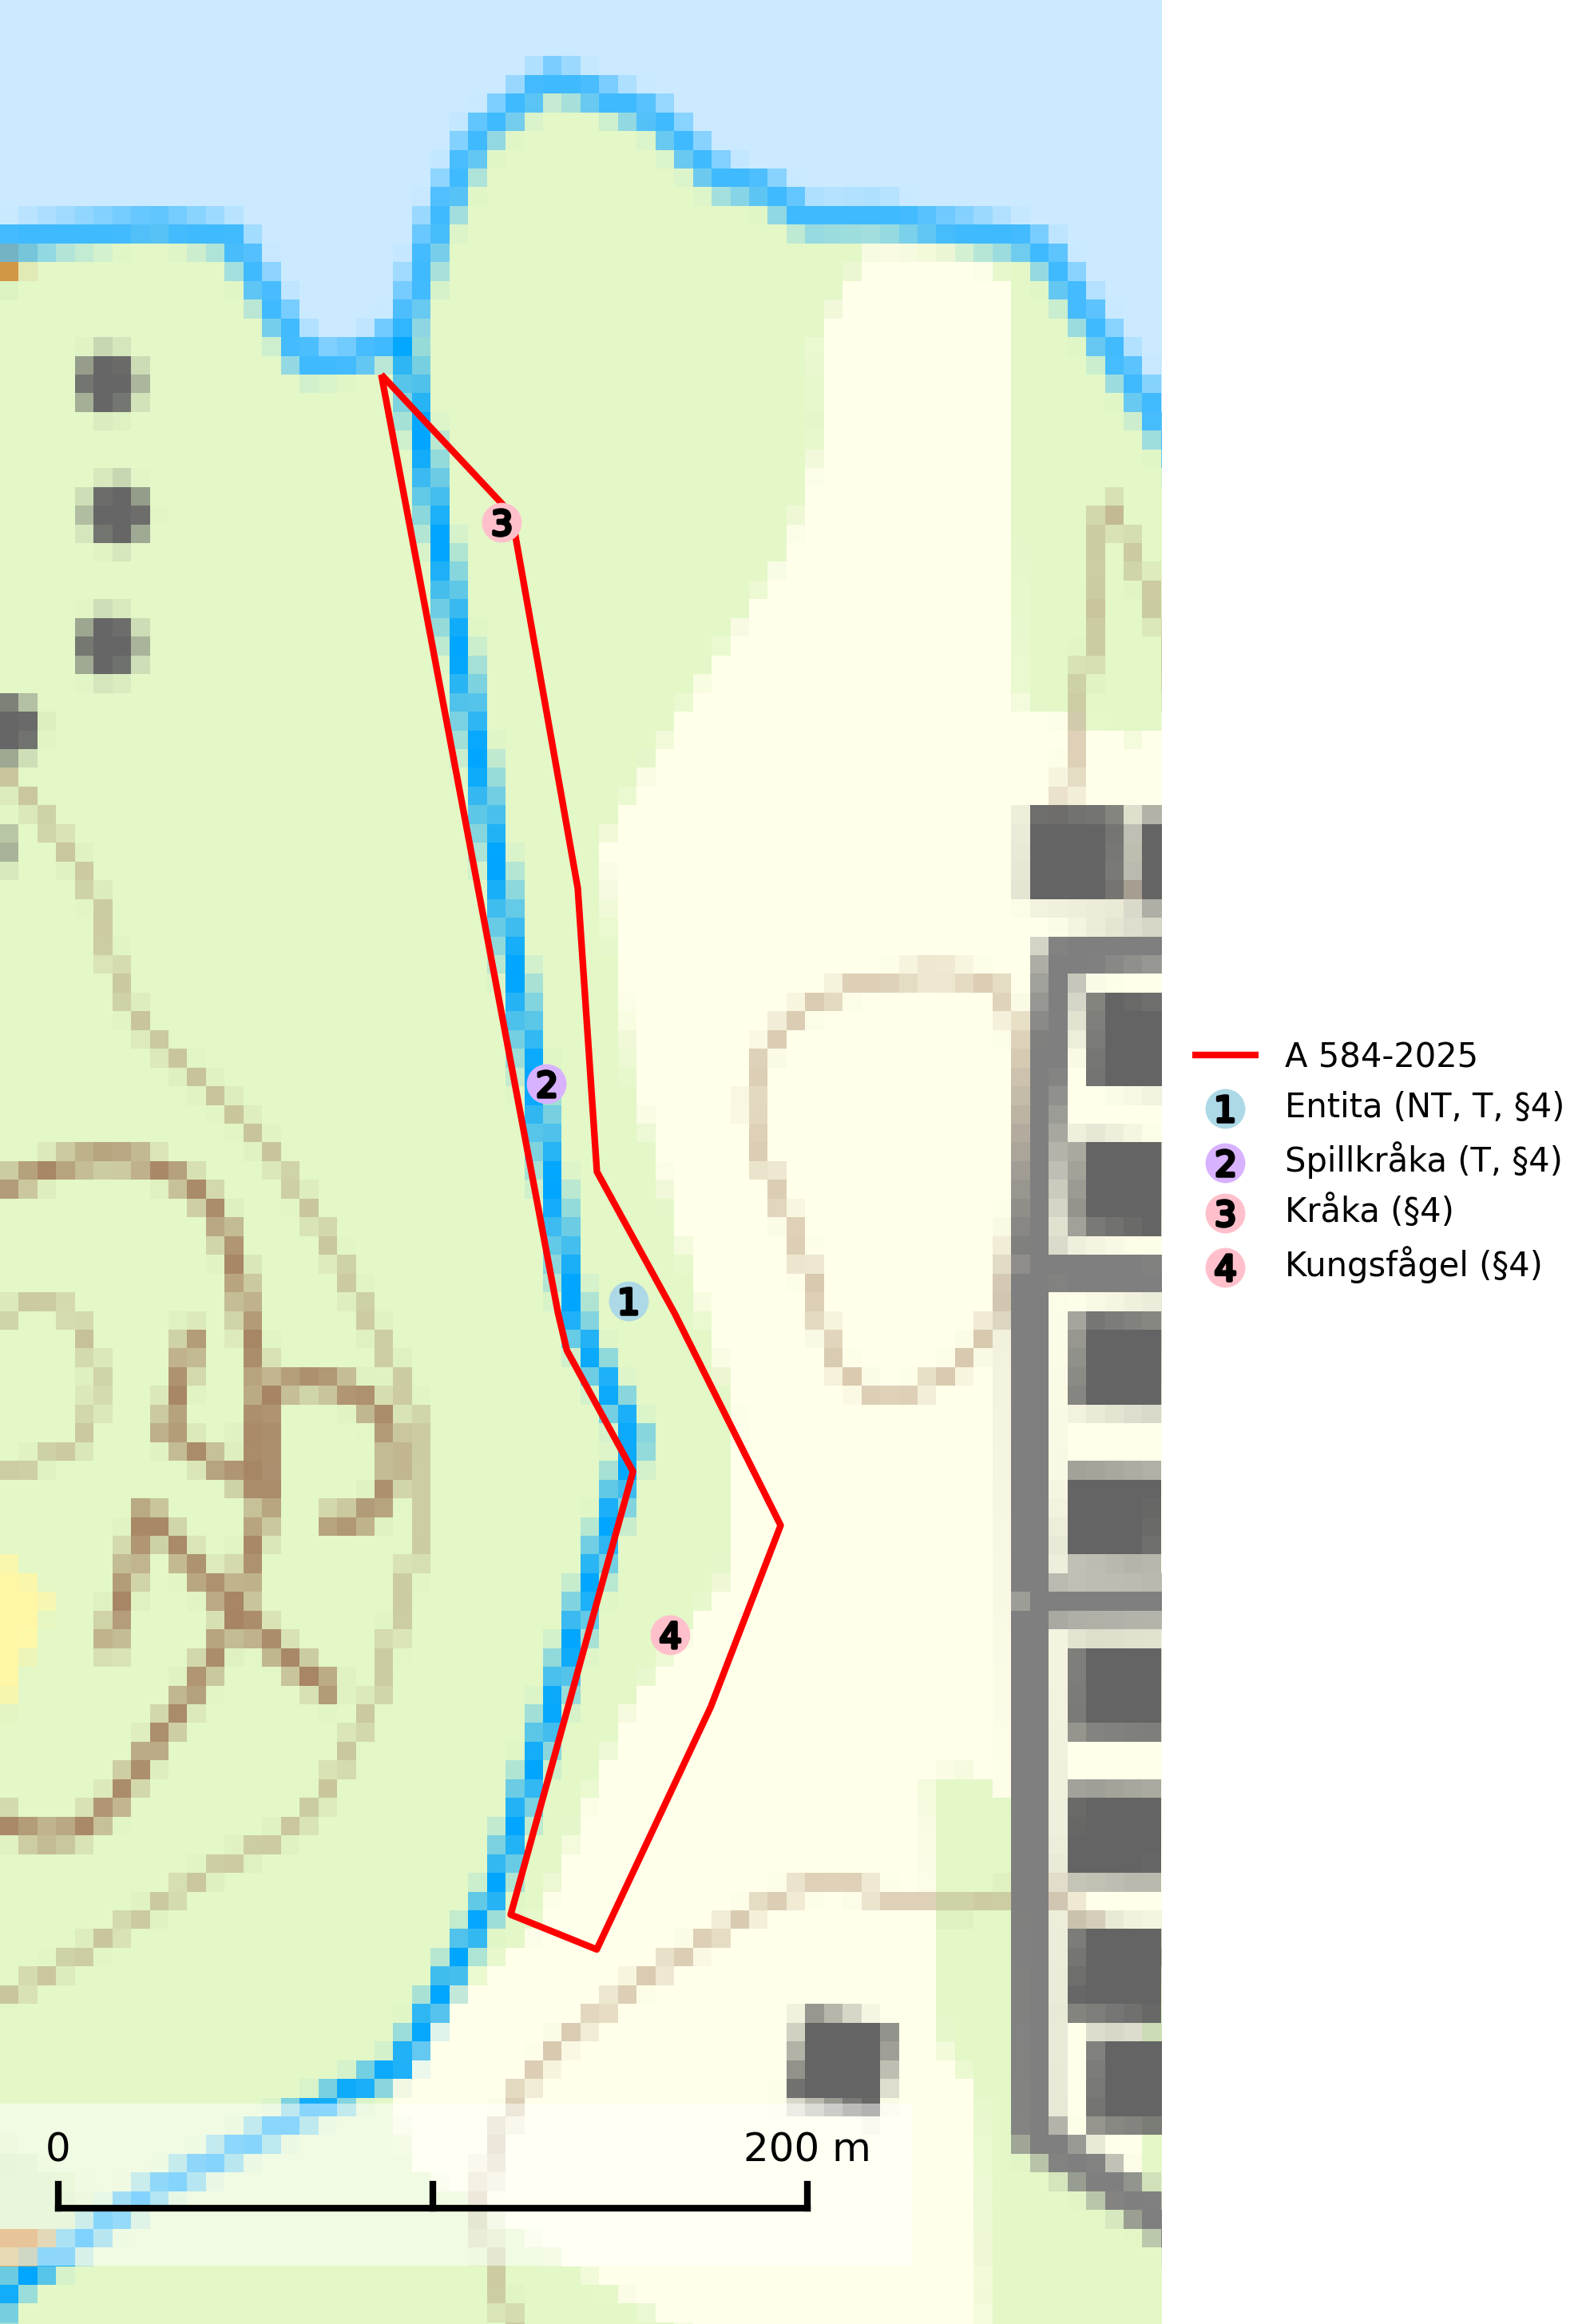 3
2
1
4
0 200 m
A 584-2025
1 Entita (NT, T, §4)
2 Spillkråka (T, §4)
3 Kråka (§4)
4 Kungsfågel (§4)